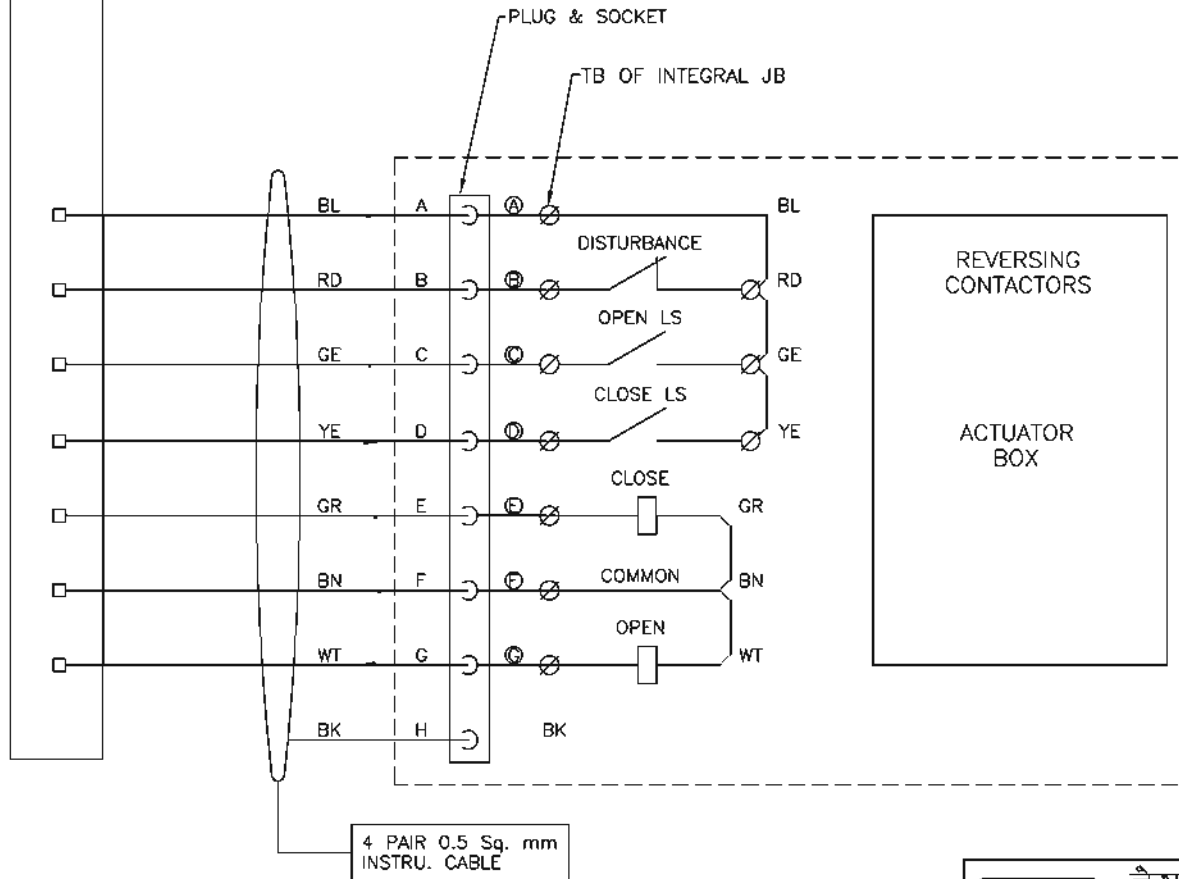 PLUG & SOCKET
TB OF INTEGRAL JB
BL A A BL
DISTURBANCE
RD B B RD
OPEN LS
GE C C GE
CLOSE LS
YE D D YE
CLOSE
GR E E GR
BN F F COMMON BN
OPEN
WT G G WT
BK H BK
REVERSING
CONTACTORS
ACTUATOR
BOX
4 PAIR 0.5 Sq. mm
INSTRU. CABLE